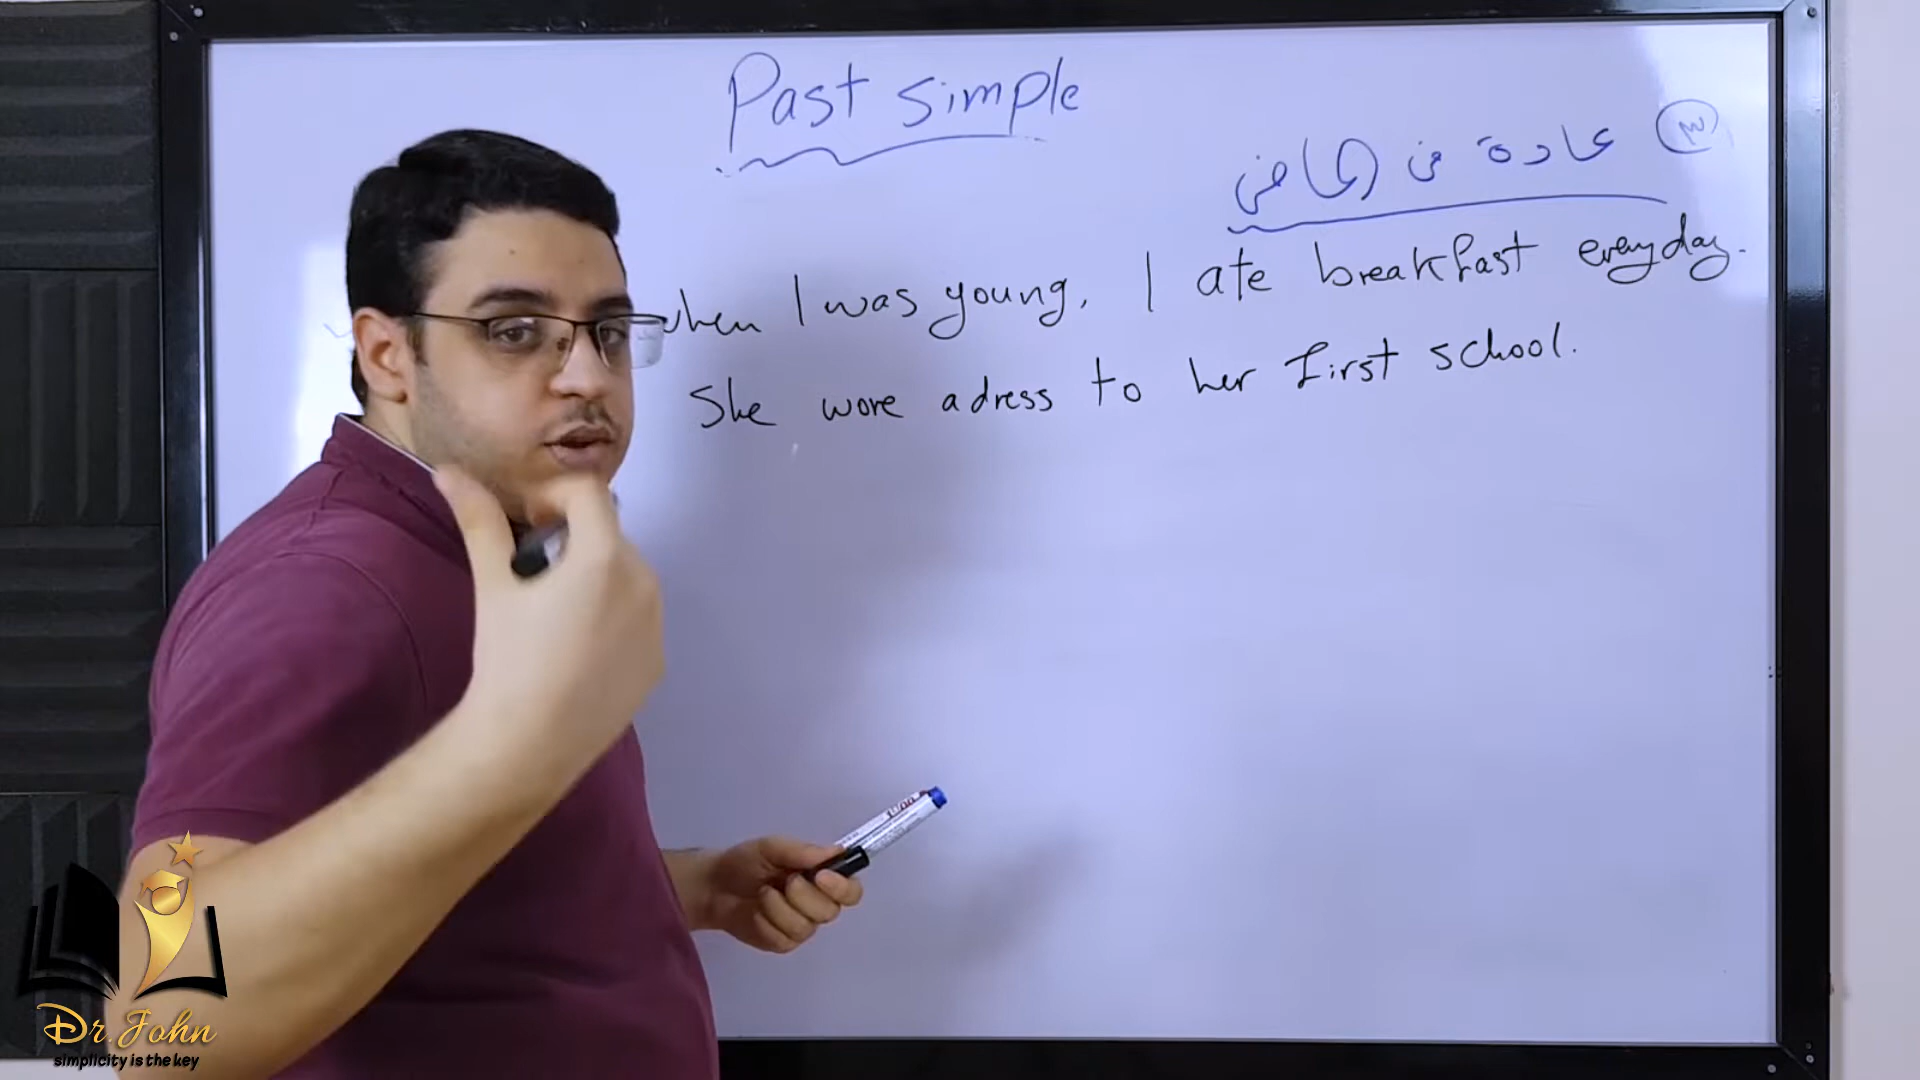 Past simple
٣ عادة في الماضي
when I was young, I ate breakfast everyday.
She wore a dress to her first school.
Dr. John
simplicity is the key